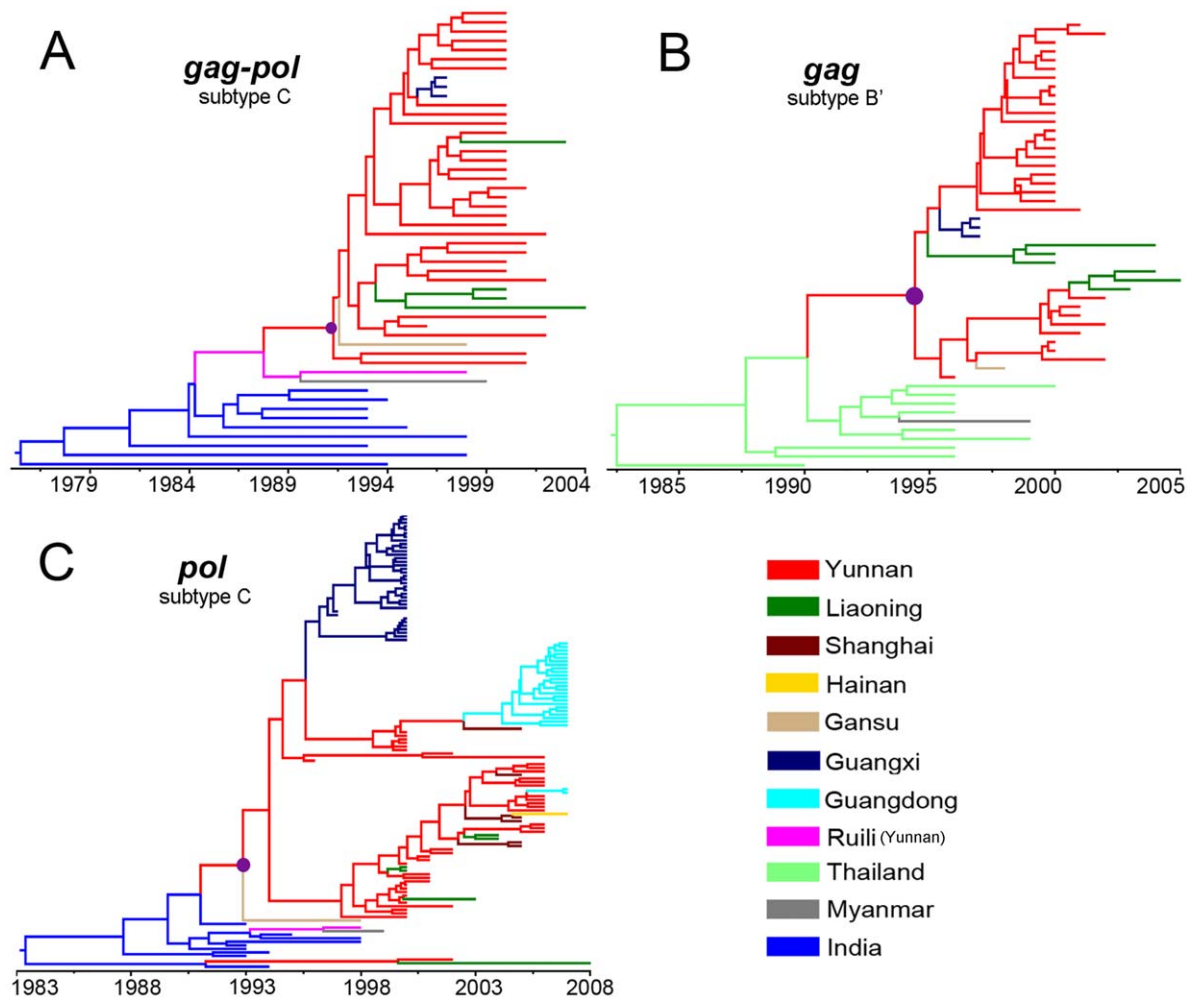 A
gag-pol
subtype C
1979 1984 1989 1994 1999 2004
B
gag
subtype B'
1985 1990 1995 2000 2005
C
pol
subtype C
1983 1988 1993 1998 2003 2008
Yunnan
Liaoning
Shanghai
Hainan
Gansu
Guangxi
Guangdong
Ruili (Yunnan)
Thailand
Myanmar
India